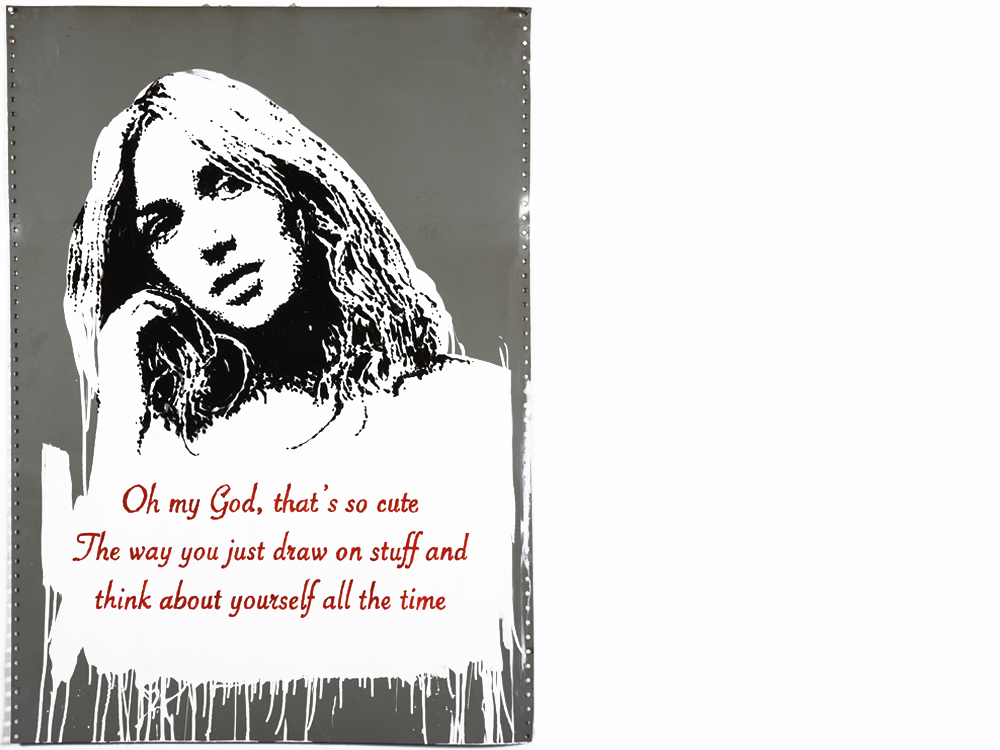 Oh my God, that's so cute
The way you just draw on stuff and
think about yourself all the time